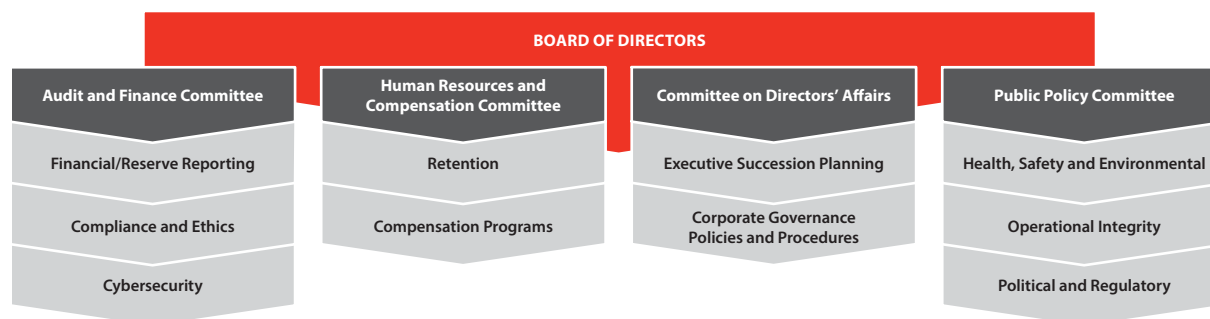 BOARD OF DIRECTORS
Audit and Finance Committee
Financial/Reserve Reporting
Compliance and Ethics
Cybersecurity
Human Resources and
Compensation Committee
Retention
Compensation Programs
Committee on Directors’ Affairs
Executive Succession Planning
Corporate Governance
Policies and Procedures
Public Policy Committee
Health, Safety and Environmental
Operational Integrity
Political and Regulatory